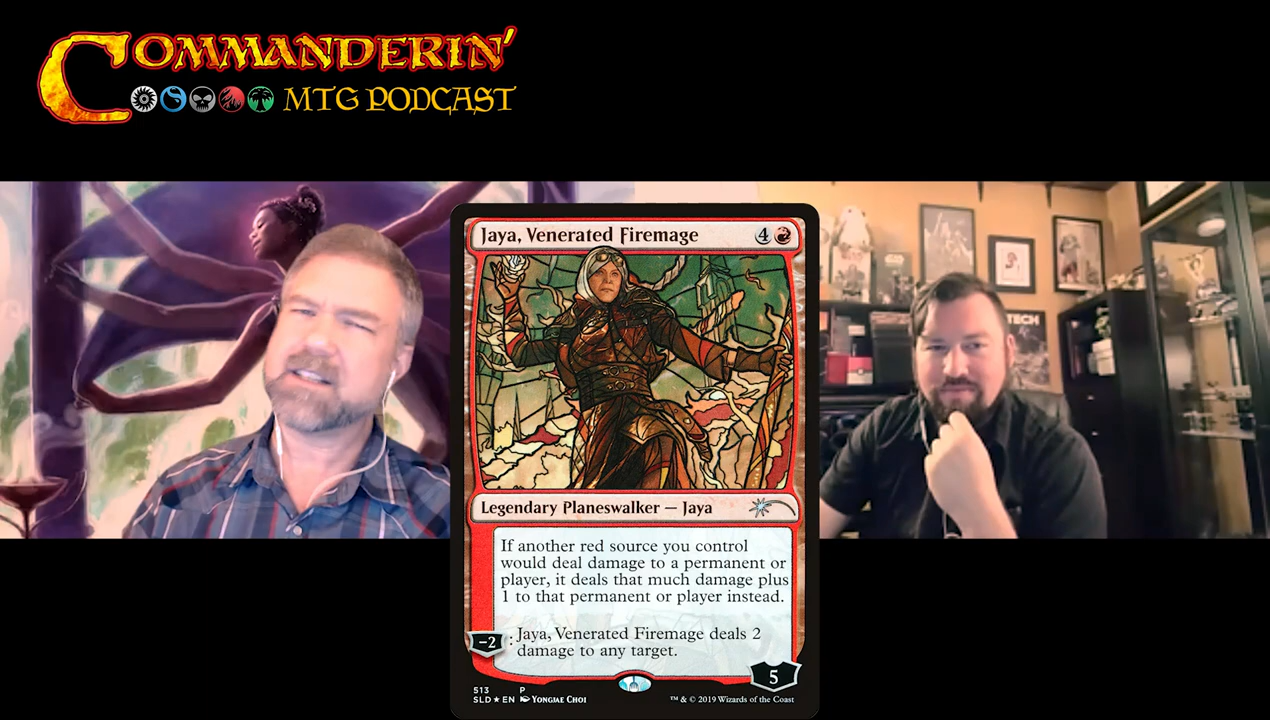 COMMANDERIN'
MTG PODCAST
Jaya, Venerated Firemage 4
TECH
Legendary Planeswalker — Jaya
If another red source you control
would deal damage to a permanent or
player, it deals that much damage plus
1 to that permanent or player instead.
−2 : Jaya, Venerated Firemage deals 2
damage to any target.
5
513 P
SLD ★ EN YONGJAE CHOI
™ & © 2019 Wizards of the Coast